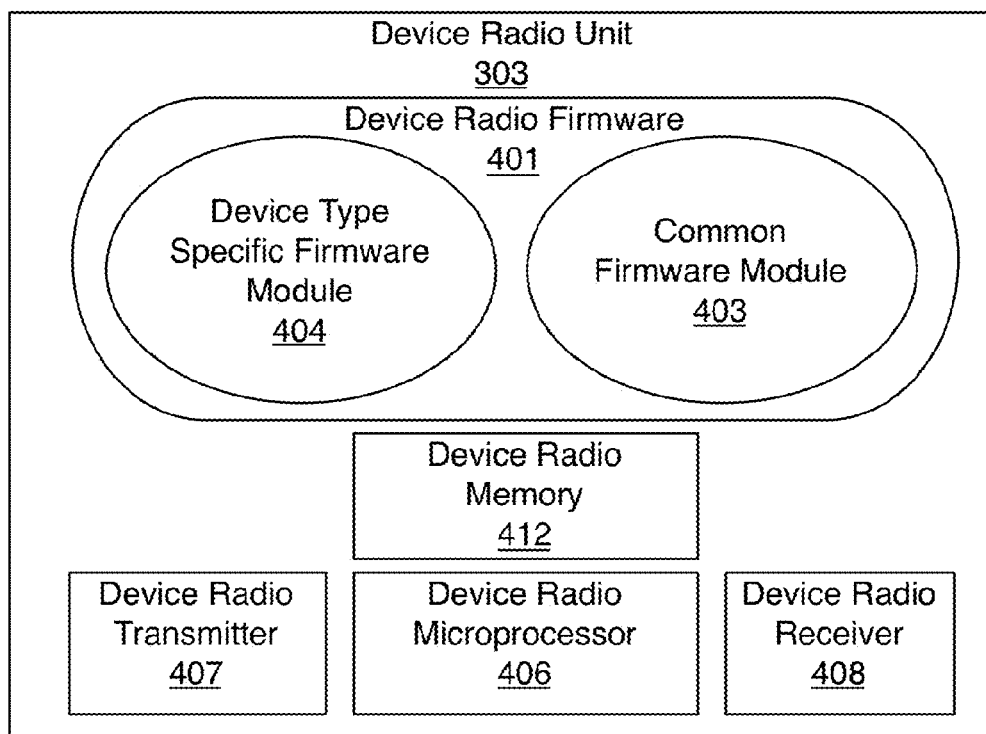 Device Radio Unit
303
Device Radio Firmware
401
Device Type
Specific Firmware
Module
404
Common
Firmware Module
403
Device Radio
Memory
412
Device Radio
Transmitter
407
Device Radio
Microprocessor
406
Device Radio
Receiver
408